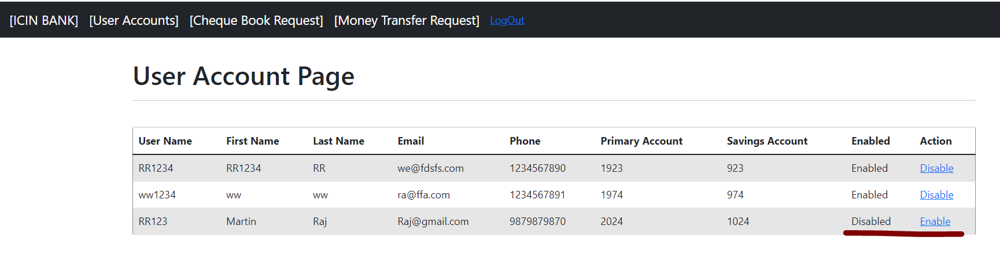 [ICIN BANK] [User Accounts] [Cheque Book Request] [Money Transfer Request] LogOut
User Account Page
User Name First Name Last Name Email Phone Primary Account Savings Account Enabled Action
RR1234 RR1234 RR we@fdsfs.com 1234567890 1923 923 Enabled Disable
ww1234 ww ww ra@ffa.com 1234567891 1974 974 Enabled Disable
RR123 Martin Raj Raj@gmail.com 9879879870 2024 1024 Disabled Enable